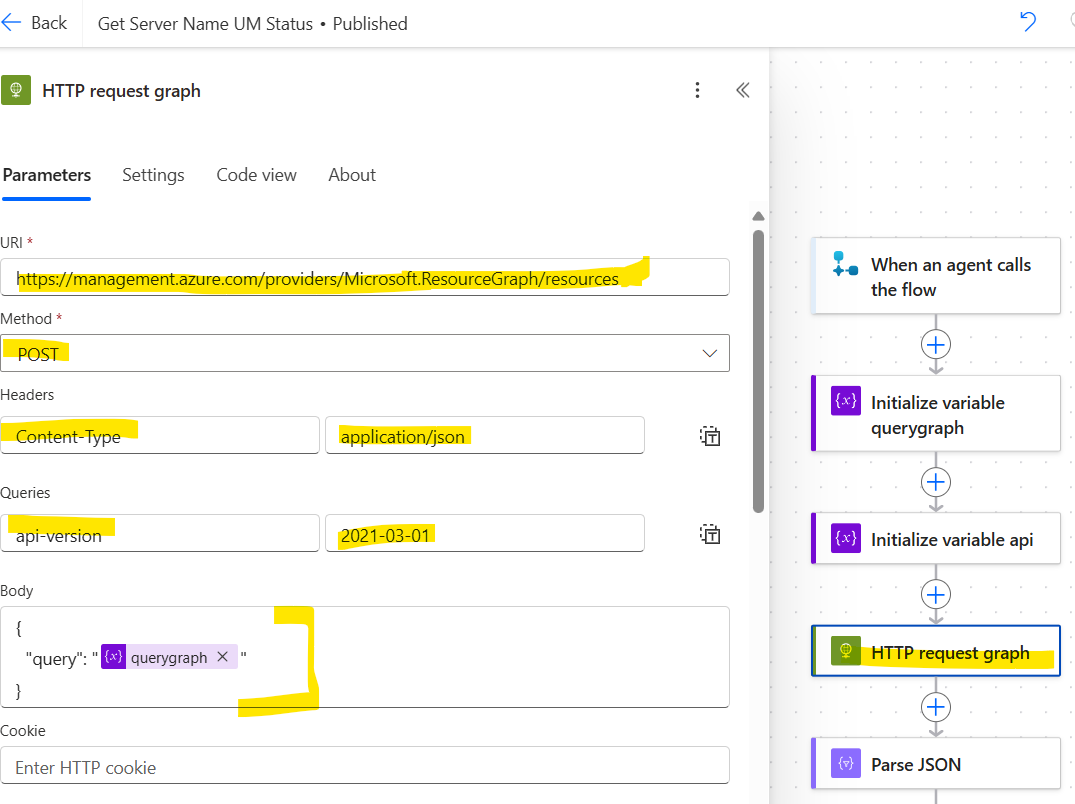 Back
Get Server Name UM Status • Published
HTTP request graph
Parameters
Settings
Code view
About
URI *
https://management.azure.com/providers/Microsoft.ResourceGraph/resources
Method *
POST
Headers
Content-Type
application/json
Queries
api-version
2021-03-01
Body
{
"query": " {x} querygraph × "
}
Cookie
Enter HTTP cookie
When an agent calls
the flow
{x} Initialize variable
querygraph
{x} Initialize variable api
HTTP request graph
Parse JSON